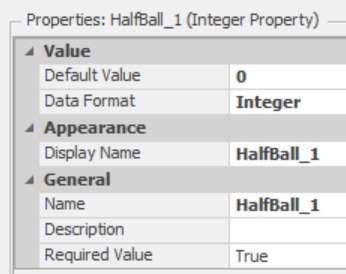 Properties: HalfBall_1 (Integer Property)
Value
Default Value 0
Data Format Integer
Appearance
Display Name HalfBall_1
General
Name HalfBall_1
Description
Required Value True